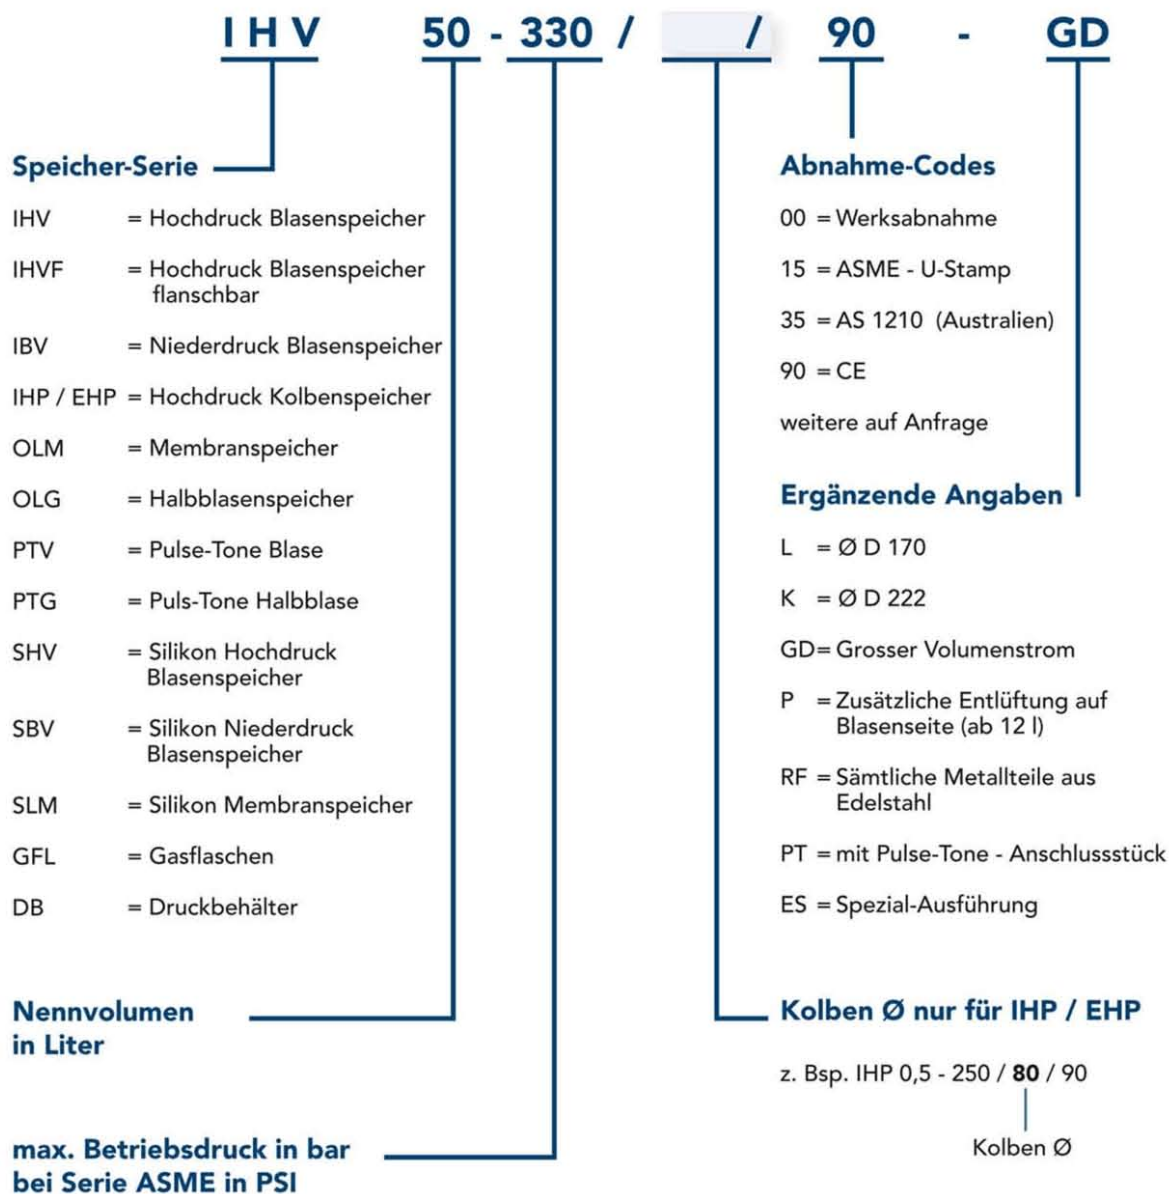 I H V 50 - 330 / / 90 - GD
Speicher-Serie
IHV = Hochdruck Blasenspeicher
IHVF = Hochdruck Blasenspeicher
flanschbar
IBV = Niederdruck Blasenspeicher
IHP / EHP = Hochdruck Kolbenspeicher
OLM = Membranspeicher
OLG = Halbblasenspeicher
PTV = Pulse-Tone Blase
PTG = Puls-Tone Halbblase
SHV = Silikon Hochdruck
Blasenspeicher
SBV = Silikon Niederdruck
Blasenspeicher
SLM = Silikon Membranspeicher
GFL = Gasflaschen
DB = Druckbehälter
Nennvolumen
in Liter
max. Betriebsdruck in bar
bei Serie ASME in PSI
Abnahme-Codes
00 = Werksabnahme
15 = ASME - U-Stamp
35 = AS 1210 (Australien)
90 = CE
weitere auf Anfrage
Ergänzende Angaben
L = Ø D 170
K = Ø D 222
GD= Grosser Volumenstrom
P = Zusätzliche Entlüftung auf
Blasenseite (ab 12 l)
RF = Sämtliche Metallteile aus
Edelstahl
PT = mit Pulse-Tone - Anschlussstück
ES = Spezial-Ausführung
Kolben Ø nur für IHP / EHP
z. Bsp. IHP 0,5 - 250 / 80 / 90
Kolben Ø